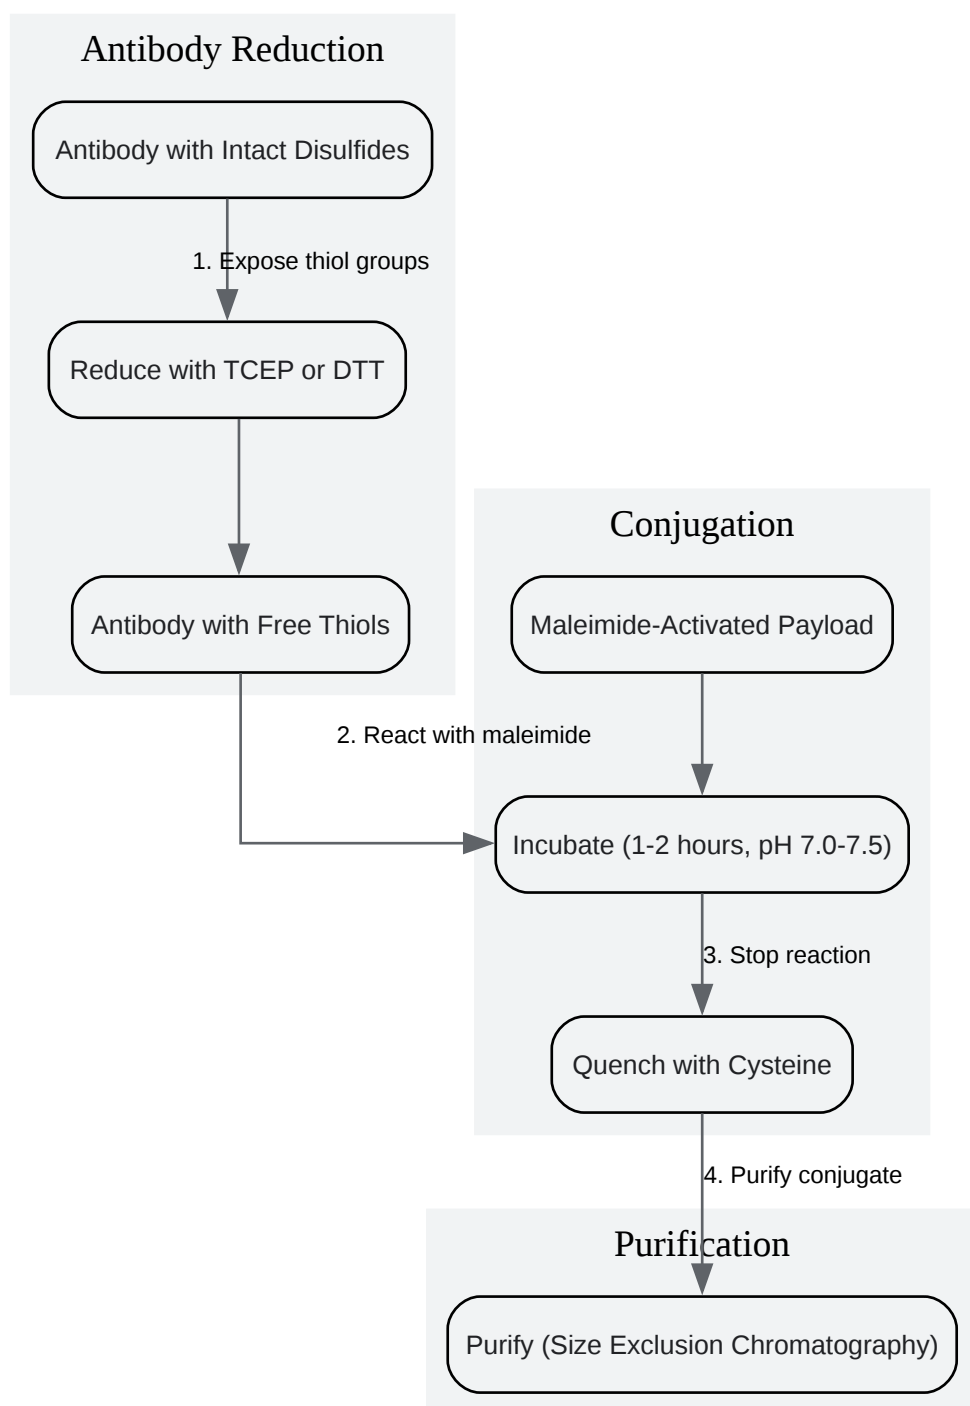 Antibody Reduction
Antibody with Intact Disulfides
1. Expose thiol groups
Reduce with TCEP or DTT
Antibody with Free Thiols
Conjugation
Maleimide-Activated Payload
2. React with maleimide
Incubate (1-2 hours, pH 7.0-7.5)
3. Stop reaction
Quench with Cysteine
4. Purify conjugate
Purification
Purify (Size Exclusion Chromatography)